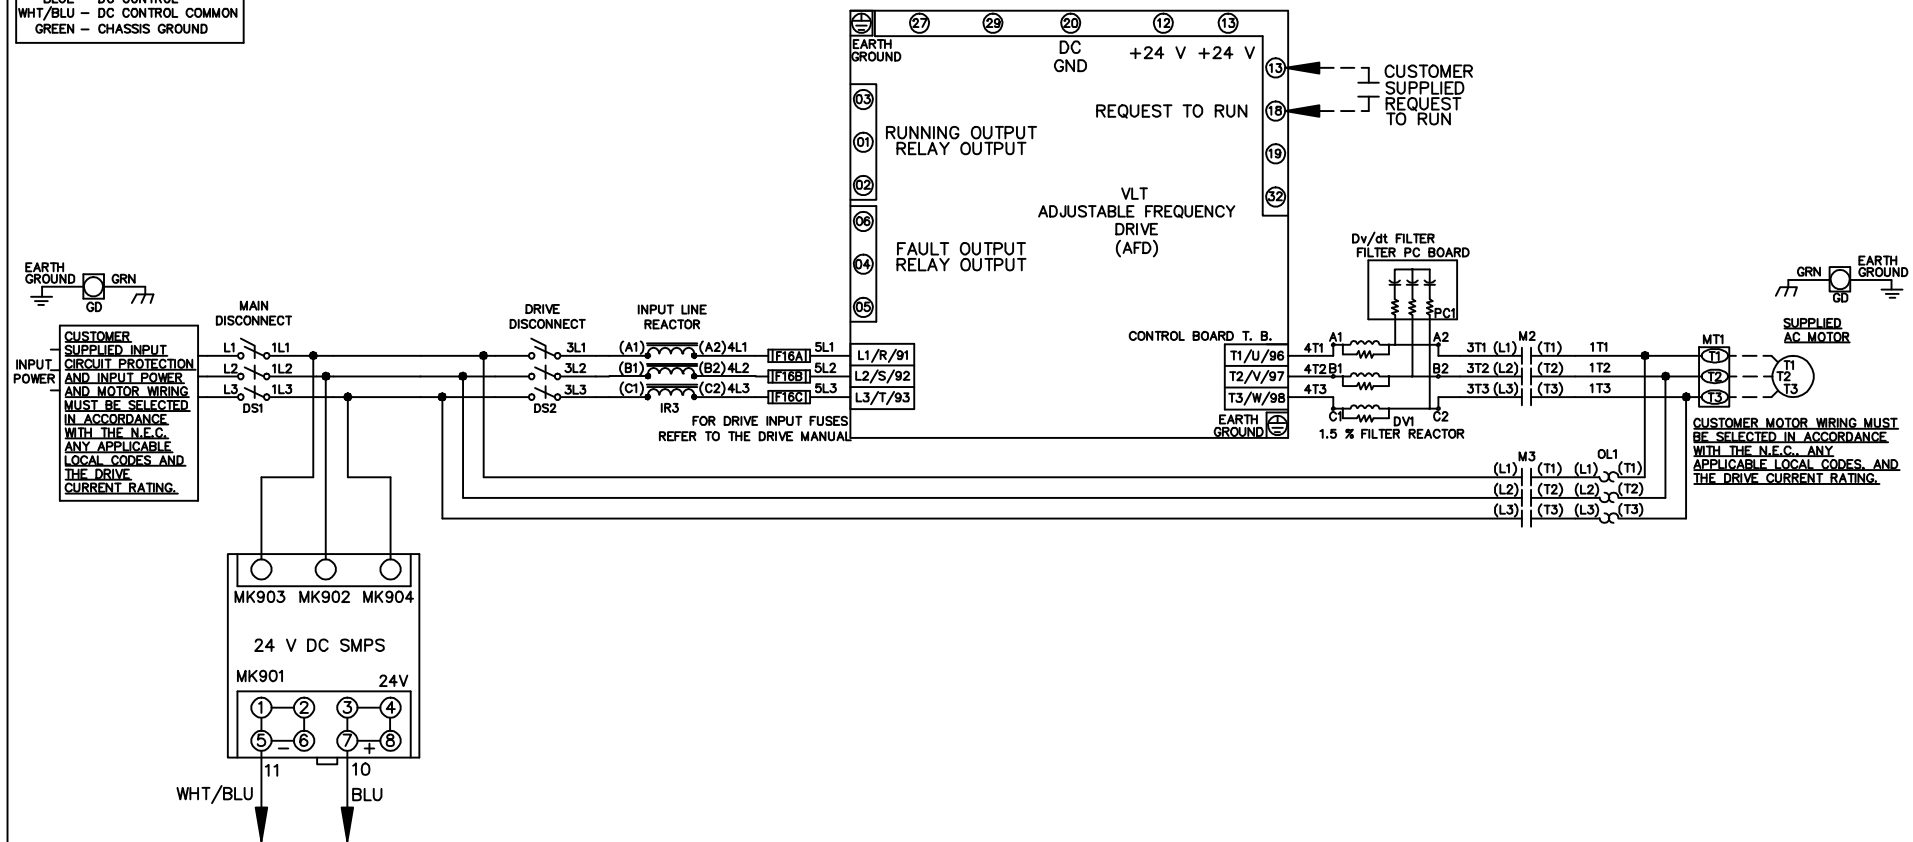 WHT/BLU – DC CONTROL COMMON
GREEN – CHASSIS GROUND
27 29 20 12 13
EARTH
GROUND
DC
GND
+24 V +24 V
13
CUSTOMER
SUPPLIED
REQUEST
TO RUN
03
REQUEST TO RUN
18
01
RUNNING OUTPUT
RELAY OUTPUT
19
02
32
VLT
ADJUSTABLE FREQUENCY
DRIVE
(AFD)
06
04
FAULT OUTPUT
RELAY OUTPUT
05
EARTH
GROUND
GRN
GD
Dv/dt FILTER
FILTER PC BOARD
PC1
GRN
EARTH
GROUND
GD
MAIN
DISCONNECT
DRIVE
DISCONNECT
INPUT LINE
REACTOR
CONTROL BOARD T. B.
SUPPLIED
AC MOTOR
INPUT
POWER
CUSTOMER
SUPPLIED INPUT
CIRCUIT PROTECTION
AND INPUT POWER
AND MOTOR WIRING
MUST BE SELECTED
IN ACCORDANCE
WITH THE N.E.C.
ANY APPLICABLE
LOCAL CODES AND
THE DRIVE
CURRENT RATING.
L1 1L1 3L1 (A1) (A2) 4L1 F16A 5L1 L1/R/91
L2 1L2 3L2 (B1) (B2) 4L2 F16B 5L2 L2/S/92
L3 1L3 3L3 (C1) (C2) 4L3 F16C 5L3 L3/T/93
DS1 DS2 IR3
FOR DRIVE INPUT FUSES
REFER TO THE DRIVE MANUAL
T1/U/96 4T1 A1 A2 3T1 (L1) M2 (T1) 1T1 MT1 T1 T1
T2/V/97 4T2 B1 B2 3T2 (L2) (T2) 1T2 T2 T2
T3/W/98 4T3 C1 C2 3T3 (L3) (T3) 1T3 T3 T3
EARTH
GROUND
DV1
1.5 % FILTER REACTOR
CUSTOMER MOTOR WIRING MUST
BE SELECTED IN ACCORDANCE
WITH THE N.E.C., ANY
APPLICABLE LOCAL CODES, AND
THE DRIVE CURRENT RATING.
M3 OL1
(L1) (T1) (L1) (T1)
(L2) (T2) (L2) (T2)
(L3) (T3) (L3) (T3)
MK903 MK902 MK904
24 V DC SMPS
MK901
24V
1 2 3 4
5 – 6 7 + 8
11 10
WHT/BLU BLU